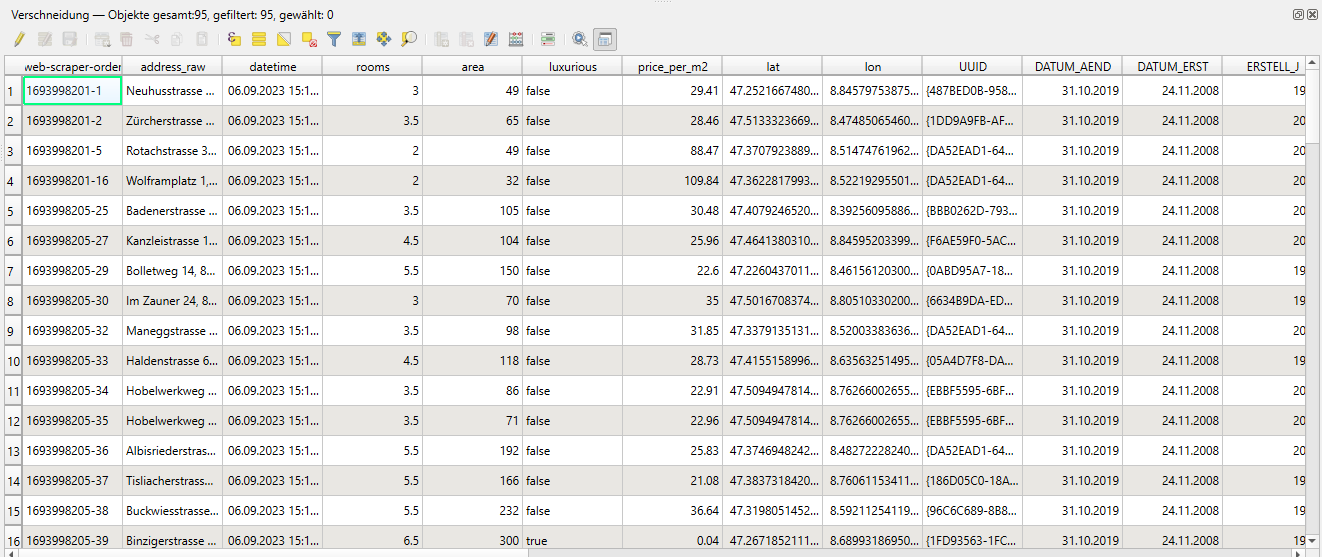 Verschneidung — Objekte gesamt:95, gefiltert: 95, gewählt: 0
web-scraper-order address_raw datetime rooms area luxurious price_per_m2 lat lon UUID DATUM_AEND DATUM_ERST ERSTELL_J
1 1693998201-1 Neuhusstrasse ... 06.09.2023 15:1... 3 49 false 29.41 47.2521667480... 8.84579753875... {487BED0B-958... 31.10.2019 24.11.2008 19
2 1693998201-2 Zürcherstrasse ... 06.09.2023 15:1... 3.5 65 false 28.46 47.5133323669... 8.47485065460... {1DD9A9FB-AF... 31.10.2019 24.11.2008 20
3 1693998201-5 Rotachstrasse 3... 06.09.2023 15:1... 2 49 false 88.47 47.3707923889... 8.51474761962... {DA52EAD1-64... 31.10.2019 24.11.2008 20
4 1693998201-16 Wolframplatz 1,... 06.09.2023 15:1... 2 32 false 109.84 47.3622817993... 8.52219295501... {DA52EAD1-64... 31.10.2019 24.11.2008 20
5 1693998205-25 Badenerstrasse ... 06.09.2023 15:1... 3.5 105 false 30.48 47.4079246520... 8.39256095886... {BBB0262D-793... 31.10.2019 24.11.2008 20
6 1693998205-27 Kanzleistrasse 1... 06.09.2023 15:1... 4.5 104 false 25.96 47.4641380310... 8.84595203399... {F6AE59F0-5AC... 31.10.2019 24.11.2008 20
7 1693998205-29 Bolletweg 14, 8... 06.09.2023 15:1... 5.5 150 false 22.6 47.2260437011... 8.46156120300... {0ABD95A7-18... 31.10.2019 24.11.2008 19
8 1693998205-30 Im Zauner 24, 8... 06.09.2023 15:1... 3 70 false 35 47.5016708374... 8.80510330200... {6634B9DA-ED... 31.10.2019 24.11.2008 19
9 1693998205-32 Maneggstrasse ... 06.09.2023 15:1... 3.5 98 false 31.85 47.3379135131... 8.52003383636... {DA52EAD1-64... 31.10.2019 24.11.2008 20
10 1693998205-33 Haldenstrasse 6... 06.09.2023 15:1... 4.5 118 false 28.73 47.4155158996... 8.63563251495... {05A4D7F8-DA... 31.10.2019 24.11.2008 19
11 1693998205-34 Hobelwerkweg ... 06.09.2023 15:1... 3.5 86 false 22.91 47.5094947814... 8.76266002655... {EBBF5595-6BF... 31.10.2019 24.11.2008 20
12 1693998205-35 Hobelwerkweg ... 06.09.2023 15:1... 3.5 71 false 22.96 47.5094947814... 8.76266002655... {EBBF5595-6BF... 31.10.2019 24.11.2008 20
13 1693998205-36 Albisriederstras... 06.09.2023 15:1... 5.5 192 false 25.83 47.3746948242... 8.48272228240... {DA52EAD1-64... 31.10.2019 24.11.2008 20
14 1693998205-37 Tisliacherstrass... 06.09.2023 15:1... 5.5 166 false 21.08 47.3837318420... 8.76061153411... {186D05C0-18A... 31.10.2019 24.11.2008 19
15 1693998205-38 Buckwiesstrasse... 06.09.2023 15:1... 5.5 232 false 36.64 47.3198051452... 8.59211254119... {96C6C689-8B8... 31.10.2019 24.11.2008 19
16 1693998205-39 Binzigerstrasse ... 06.09.2023 15:1... 6.5 300 true 0.04 47.2671852111... 8.68993186950... {1FD93563-1FC... 31.10.2019 24.11.2008 19